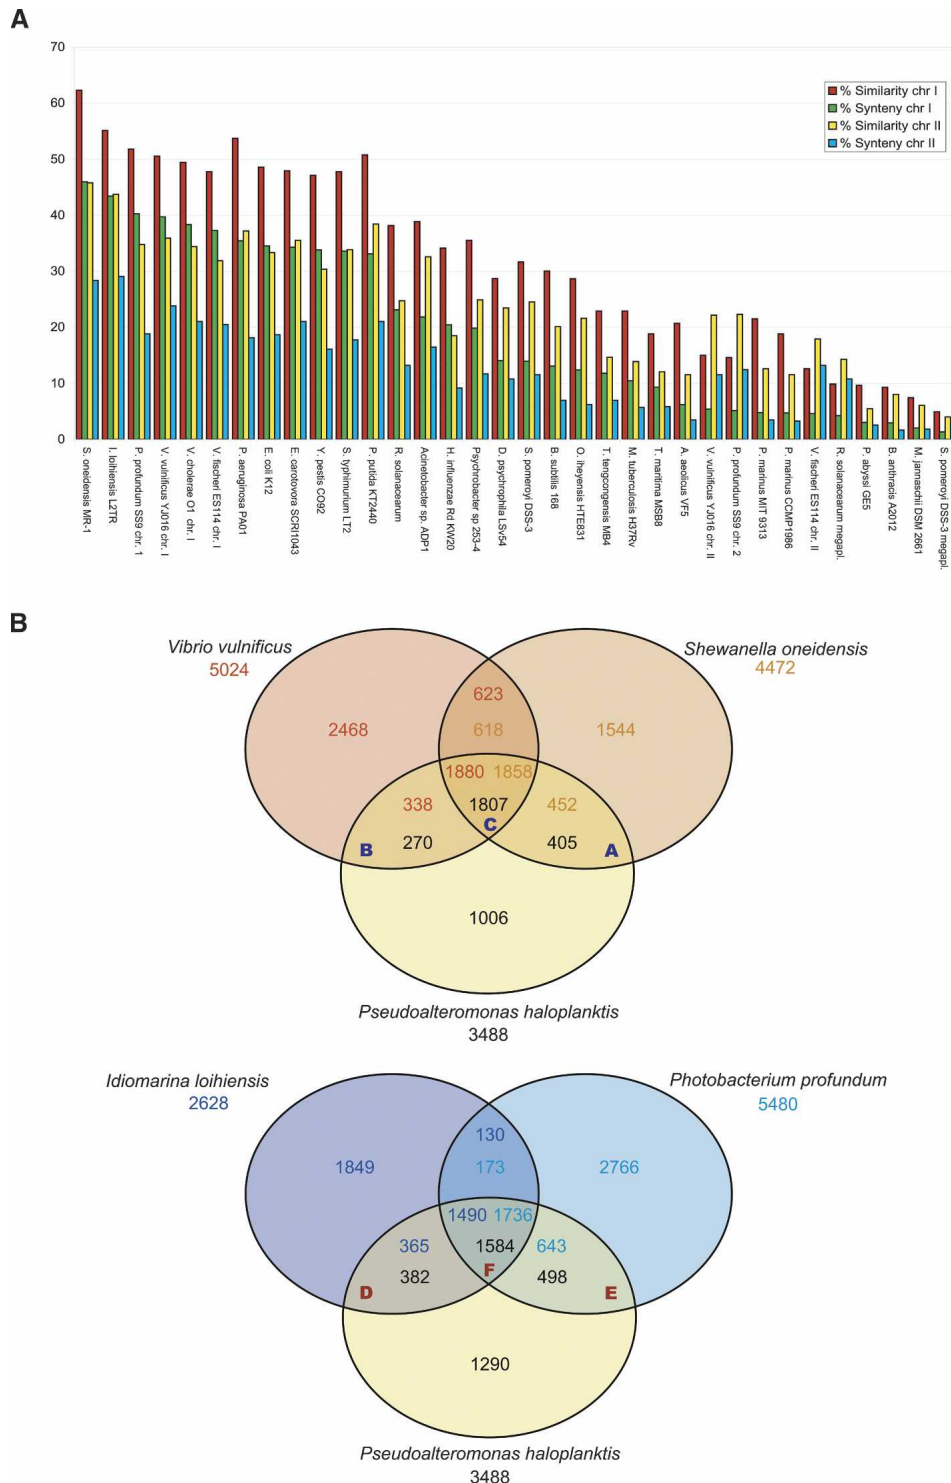 A
70
60
50
40
30
20
10
0
% Similarity chr I
% Synteny chr I
% Similarity chr II
% Synteny chr II
S. oneidensis MR-1
I. loihiensis L2TR
P. profundum SS9 chr. 1
V. vulnificus YJ016 chr. I
V. cholerae O1 chr. I
V. fischeri ES114 chr. I
P. aeruginosa PA01
E. coli K12
E. carotovora SCRI1043
Y. pestis CO92
S. typhimurium LT2
P. putida KT2440
R. solanacearum
Acinetobacter sp. ADP1
H. influenzae Rd KW20
Psychrobacter sp 253-4
D. psychrophila LSv54
S. pomeroyi DSS-3
B. subtilis 168
O. iheyensis HTE831
T. tengcongensis MB4
M. tuberculosis H37Rv
T. maritima MSB8
A. aeolicus VF5
V. vulnificus YJ016 chr. II
P. profundum SS9 chr. 2
P. marinus MIT 9313
P. marinus CCMP1986
V. fischeri ES114 chr. II
R. solanacearum megapl.
P. abyssi GE5
B. anthracis A2012
M. jannaschii DSM 2661
S. pomeroyi DSS-3 megapl.
B
Vibrio vulnificus
5024
Shewanella oneidensis
4472
623
2468
618
1544
1880 1858
338
1807
452
C
270
405
B
A
1006
Pseudoalteromonas haloplanktis
3488
Idiomarina loihiensis
2628
Photobacterium profundum
5480
130
1849
173
2766
1490 1736
365
1584
643
F
382
498
D
E
1290
Pseudoalteromonas haloplanktis
3488